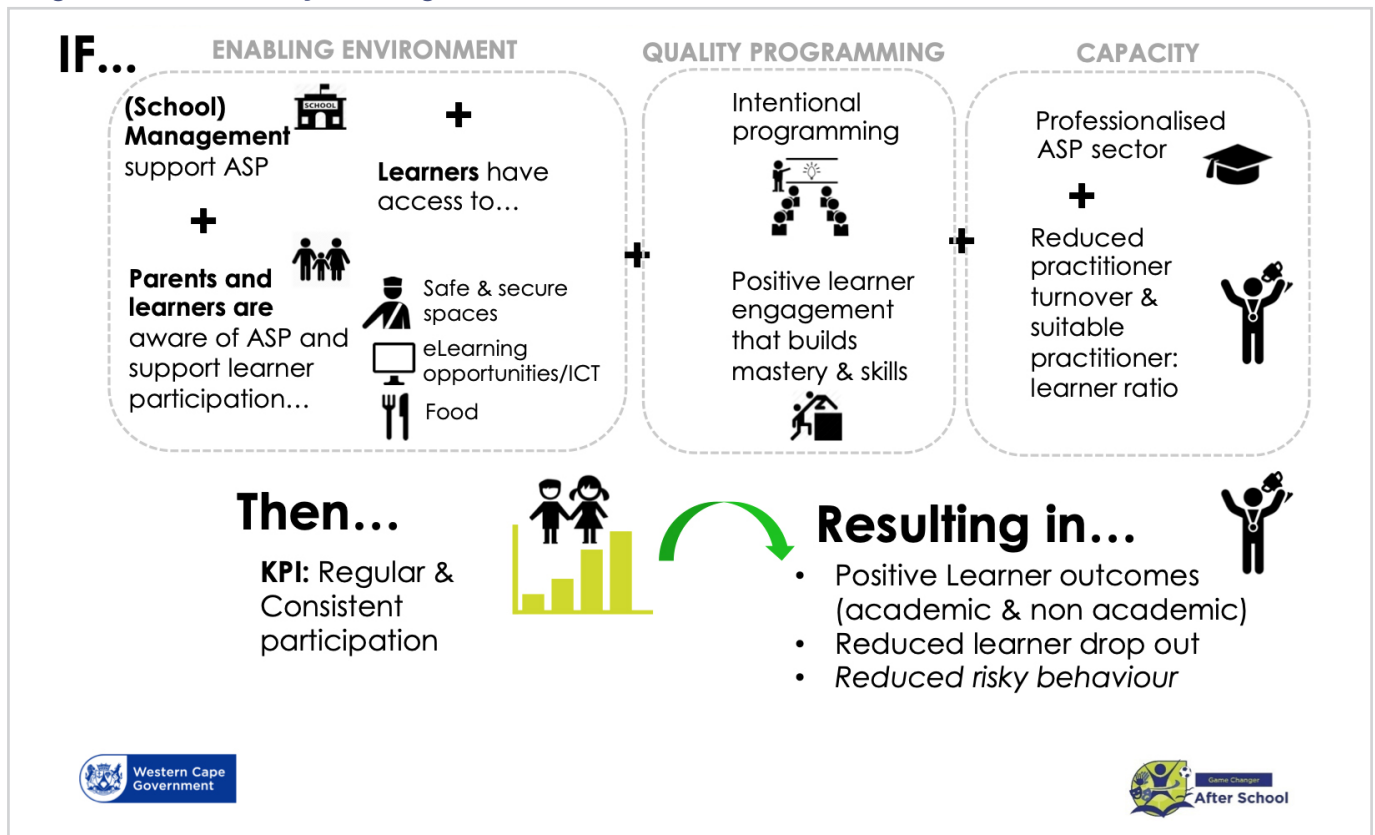 IF...
ENABLING ENVIRONMENT
(School)
Management
support ASP
SCHOOL
+
Parents and
learners are
aware of ASP and
support learner
participation…
+
Learners have
access to…
Safe & secure
spaces
eLearning
opportunities/ICT
Food
+
QUALITY PROGRAMMING
Intentional
programming
Positive learner
engagement
that builds
mastery & skills
+
CAPACITY
Professionalised
ASP sector
+
Reduced
practitioner
turnover &
suitable
practitioner:
learner ratio
Then…
KPI: Regular &
Consistent
participation
Resulting in…
• Positive Learner outcomes
(academic & non academic)
• Reduced learner drop out
• Reduced risky behaviour
Western Cape
Government
Game Changer
After School